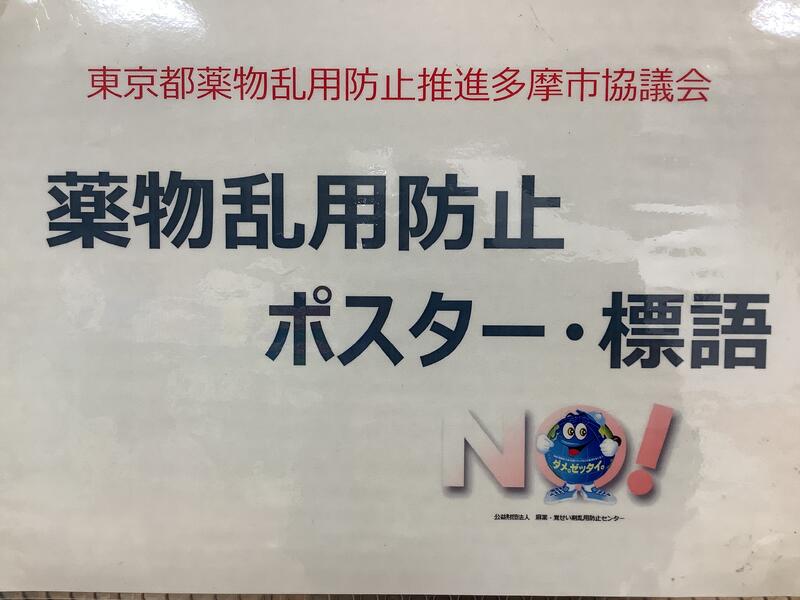 東京都薬物乱用防止推進多摩市協議会
薬物乱用防止
ポスター・標語
NO!
ダメ。ゼッタイ。
公益財団法人 麻薬・覚せい剤乱用防止センター